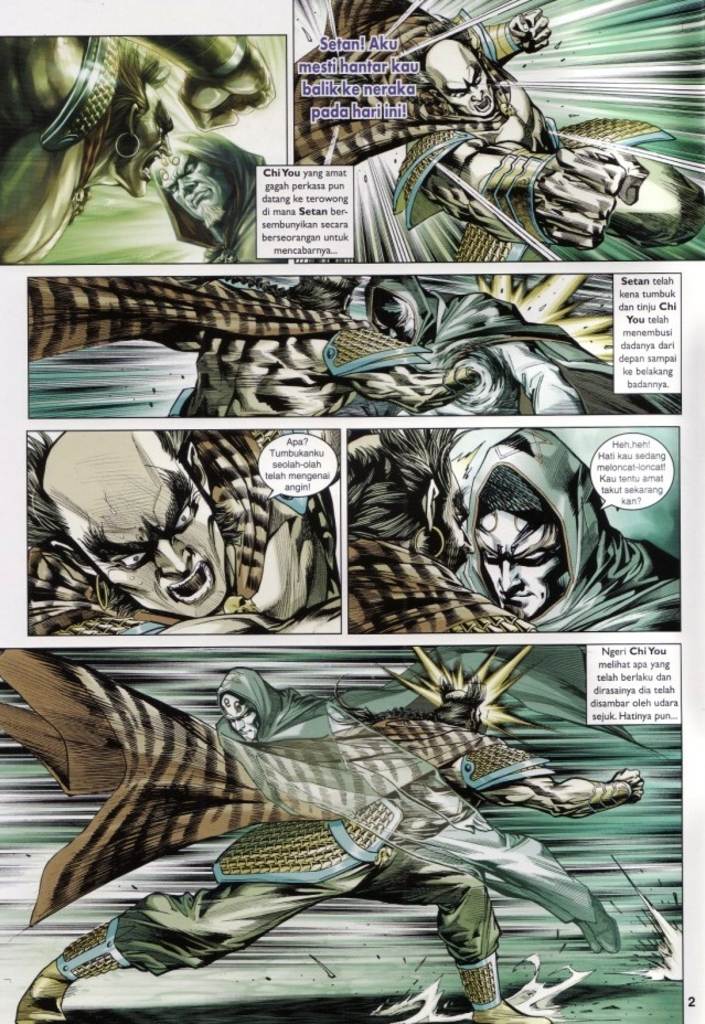 Setan! Aku
mesti hantar kau
balik ke neraka
pada hari ini!
Chi You yang amat
gagah perkasa pun
datang ke terowong
di mana Setan ber-
sembunyikan secara
berseorangan untuk
mencabarnya...
Setan telah
kena tumbuk
dan tinju Chi
You telah
menembusi
dadanya dari
depan sampai
ke belakang
badannya.
Apa?
Tumbukanku
seolah-olah
telah mengenai
angin!
Heh,heh!
Hati kau sedang
meloncat-loncat!
Kau tentu amat
takut sekarang
kan?
Ngeri Chi You
melihat apa yang
telah berlaku dan
dirasainya dia telah
disambar oleh udara
sejuk. Hatinya pun...
2